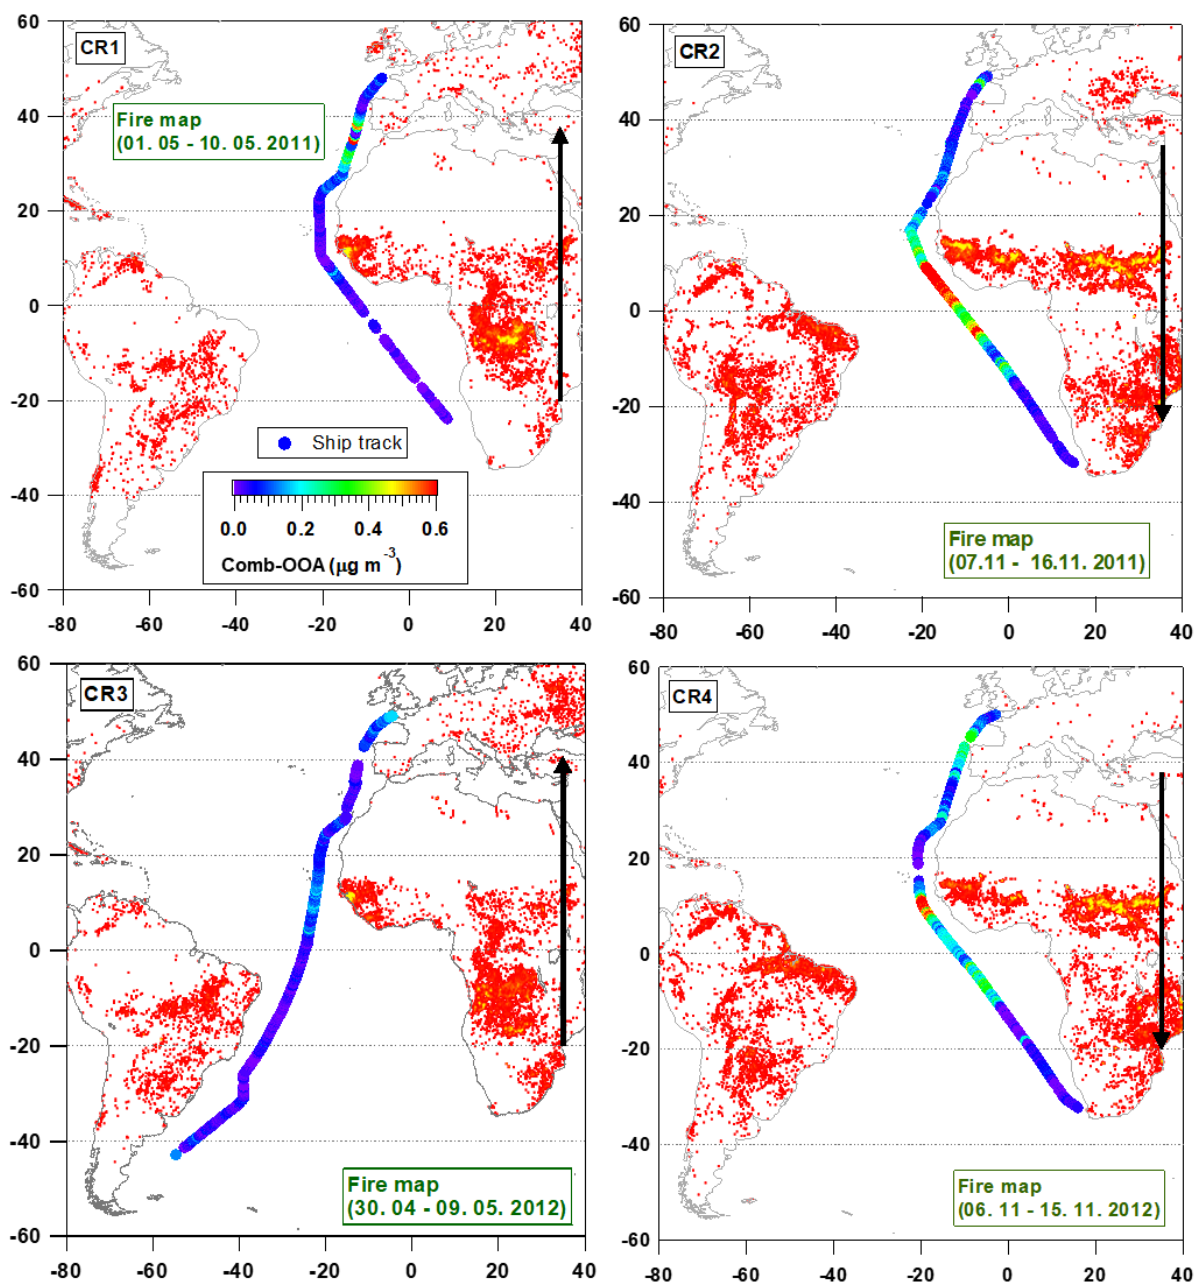 60
40
20
0
-20
-40
-60
CR1
Fire map
(01. 05 - 10. 05. 2011)
Ship track
0.0 0.2 0.4 0.6
Comb-OOA (µg m -3)
-80 -60 -40 -20 0 20 40
60
40
20
0
-20
-40
-60
CR2
Fire map
(07.11 - 16.11. 2011)
-80 -60 -40 -20 0 20 40
60
40
20
0
-20
-40
-60
CR3
Fire map
(30. 04 - 09. 05. 2012)
-80 -60 -40 -20 0 20 40
60
40
20
0
-20
-40
-60
CR4
Fire map
(06. 11 - 15. 11. 2012)
-80 -60 -40 -20 0 20 40